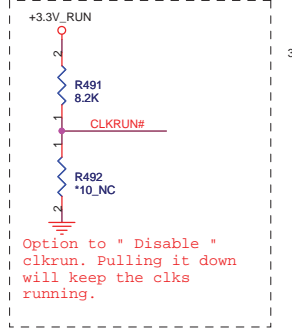 +3.3V_RUN
2
R491
8.2K
1
CLKRUN#
1
R492
*10_NC
2
Option to " Disable "
clkrun. Pulling it down
will keep the clks
running.
3